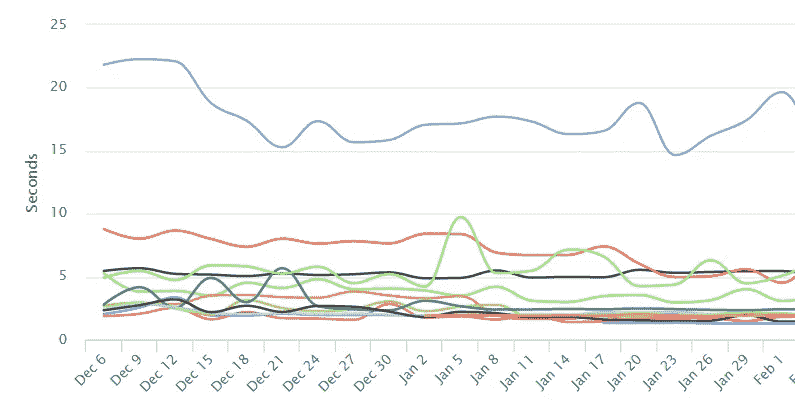 25
20
15
10
5
0
Seconds
Dec 6
Dec 9
Dec 12
Dec 15
Dec 18
Dec 21
Dec 24
Dec 27
Dec 30
Jan 2
Jan 5
Jan 8
Jan 11
Jan 14
Jan 17
Jan 20
Jan 23
Jan 26
Jan 29
Feb 1